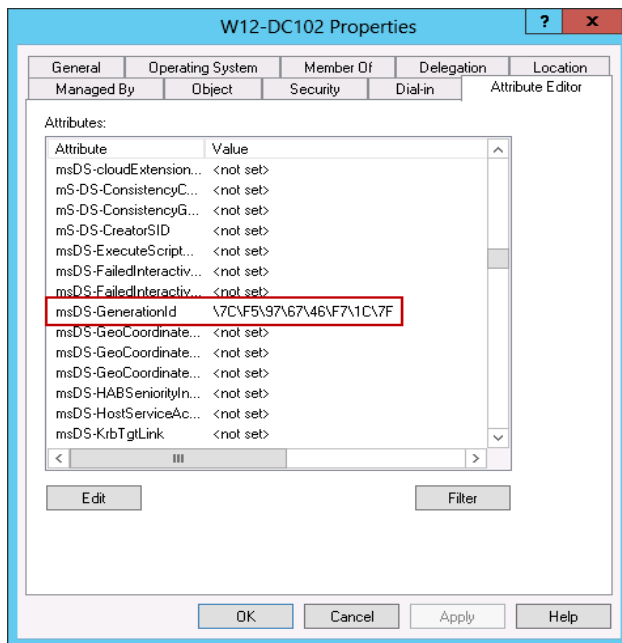 W12-DC102 Properties ? x
General Operating System Member Of Delegation Location
Managed By Object Security Dial-in Attribute Editor
Attributes:
Attribute Value
msDS-cloudExtension... <not set>
mS-DS-ConsistencyC... <not set>
mS-DS-ConsistencyG... <not set>
mS-DS-CreatorSID <not set>
msDS-ExecuteScript... <not set>
msDS-FailedInteractiv... <not set>
msDS-FailedInteractiv... <not set>
msDS-GenerationId \7C\F5\97\67\46\F7\1C\7F
msDS-GeoCoordinate... <not set>
msDS-GeoCoordinate... <not set>
msDS-GeoCoordinate... <not set>
msDS-HABSeniorityIn... <not set>
msDS-HostServiceAc... <not set>
msDS-KrbTgtLink <not set>
Edit Filter
OK Cancel Apply Help